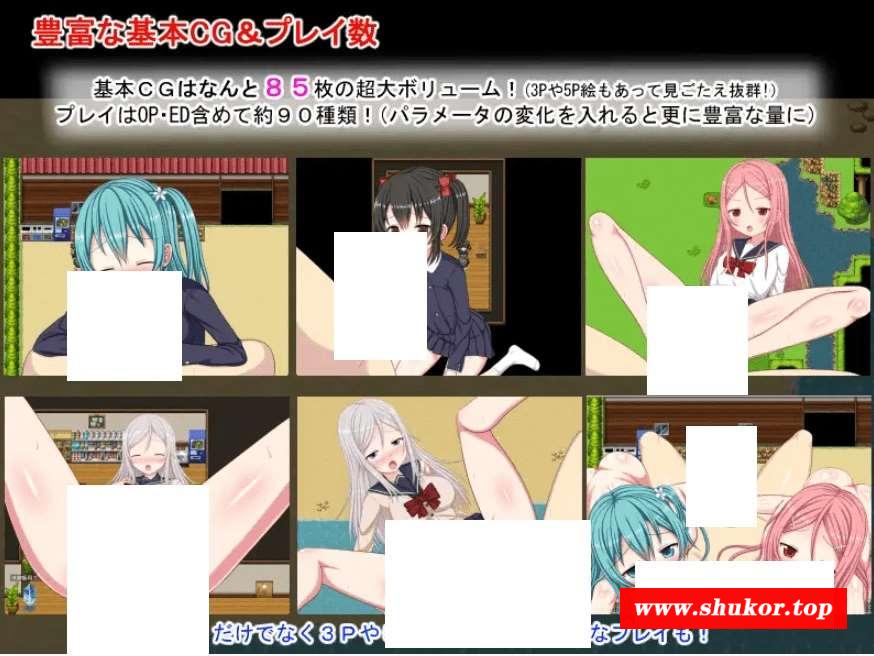 豊富な基本CG&プレイ数
基本CGはなんと85枚の超大ボリューム!(3Pや5P絵もあって見ごたえ抜群!)
プレイはOP・ED含めて約90種類!(パラメータの変化を入れると更に豊富な量に)
www.shukor.top
だけでなく3Pや なプレイも!